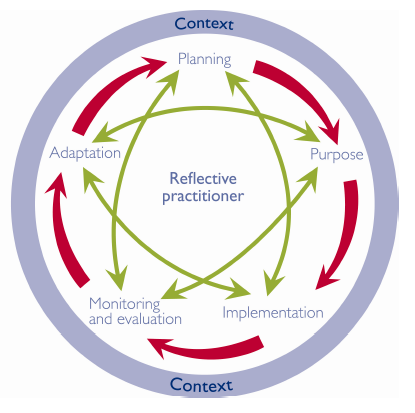 Context
Planning
Adaptation
Purpose
Reflective
practitioner
Monitoring
and evaluation
Implementation
Context